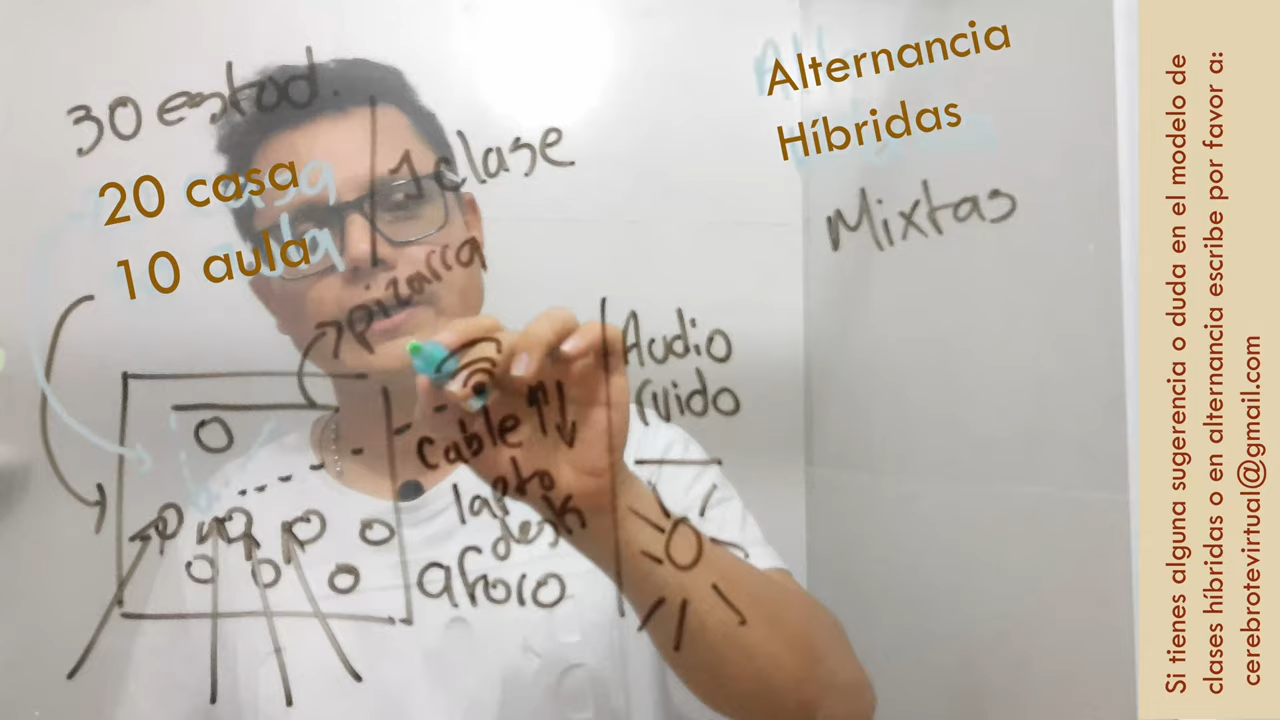 30 estud.
20 casa
10 aula
1 clase
pizarra
Alternancia
Híbridas
Mixtas
Audio
ruido
cable
lapto
desk
aforo
Si tienes alguna sugerencia o duda en el modelo de
clases híbridas o en alternancia escribe por favor a:
cerebrotevirtual@gmail.com